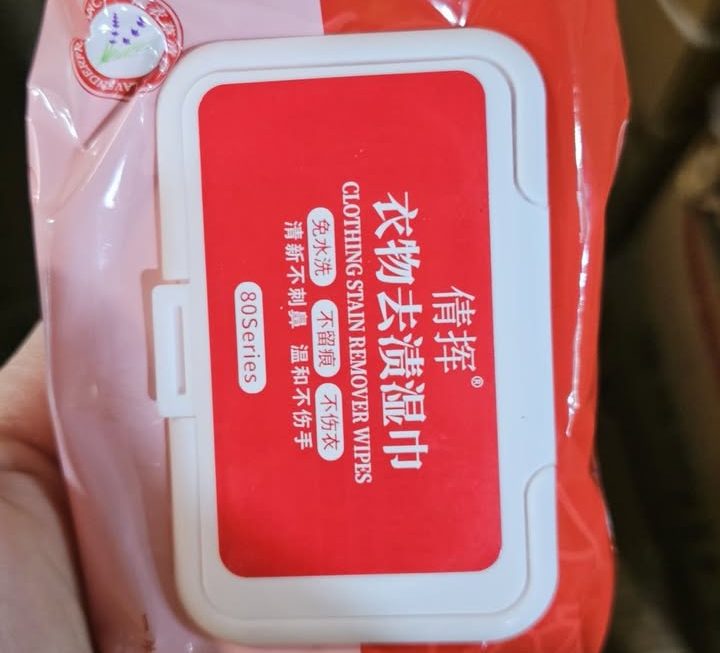 倩挥®
衣物去渍湿巾
CLOTHING STAIN REMOVER WIPES
免水洗 不留痕 不伤衣
清新不刺鼻 温和不伤手
80Series